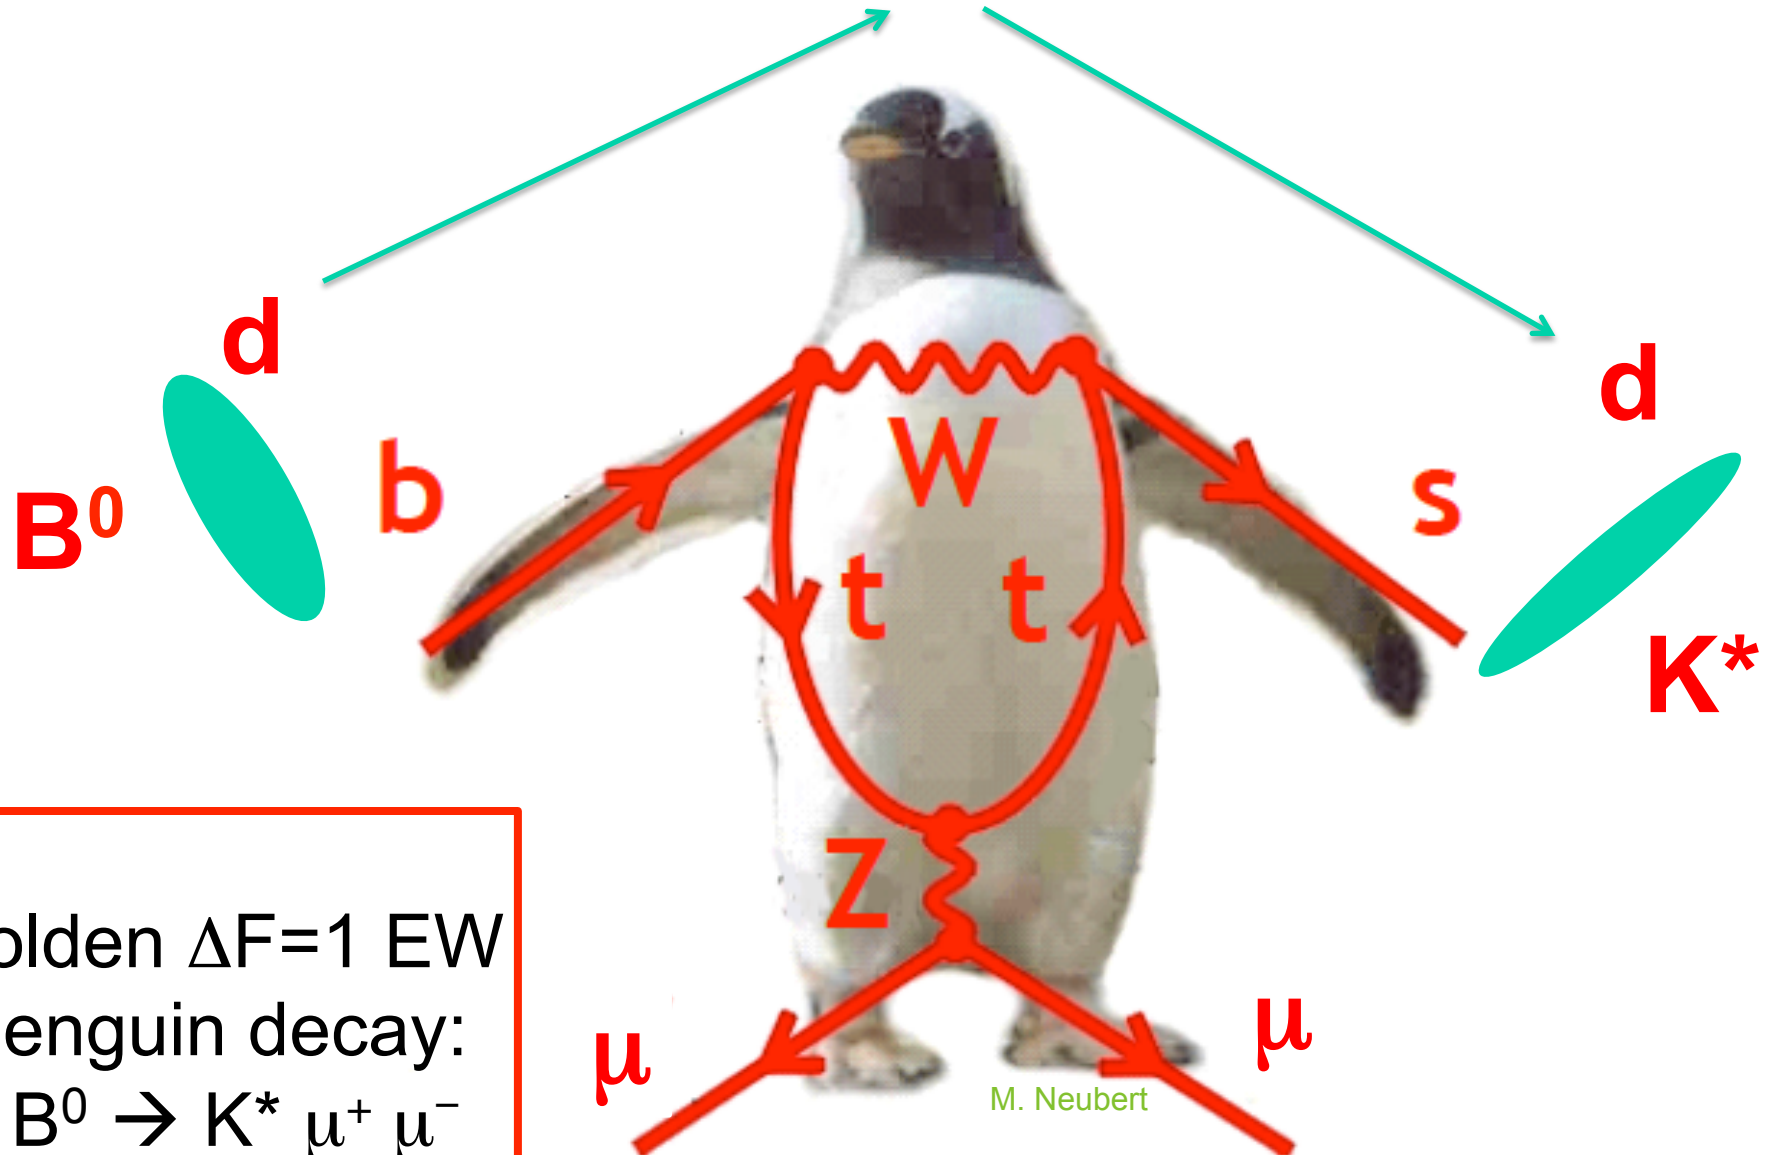 d
d
B⁰
b
W
s
t
t
K*
Z
olden ΔF=1 EW
enguin decay:
B⁰ → K* μ⁺ μ⁻
μ
μ
M. Neubert